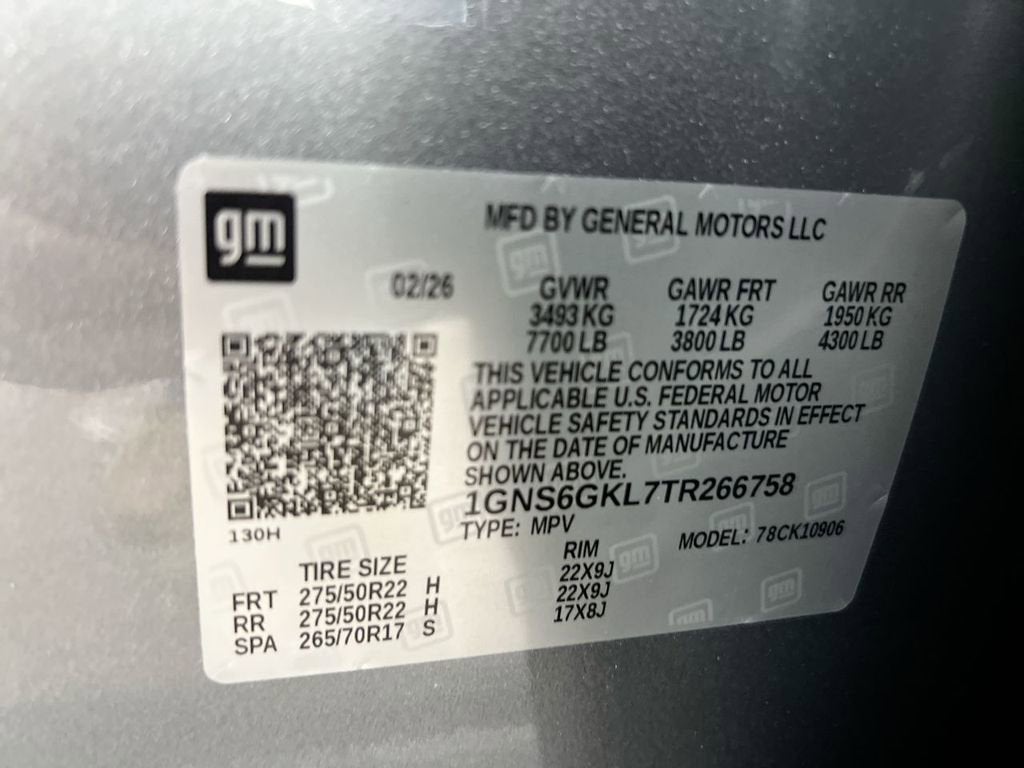 gm
MFD BY GENERAL MOTORS LLC
02/26
GVWR GAWR FRT GAWR RR
3493 KG 1724 KG 1950 KG
7700 LB 3800 LB 4300 LB
THIS VEHICLE CONFORMS TO ALL
APPLICABLE U.S. FEDERAL MOTOR
VEHICLE SAFETY STANDARDS IN EFFECT
ON THE DATE OF MANUFACTURE
SHOWN ABOVE.
1GNS6GKL7TR266758
TYPE: MPV MODEL: 78CK10906
130H
TIRE SIZE RIM
FRT 275/50R22 H 22X9J
RR 275/50R22 H 22X9J
SPA 265/70R17 S 17X8J